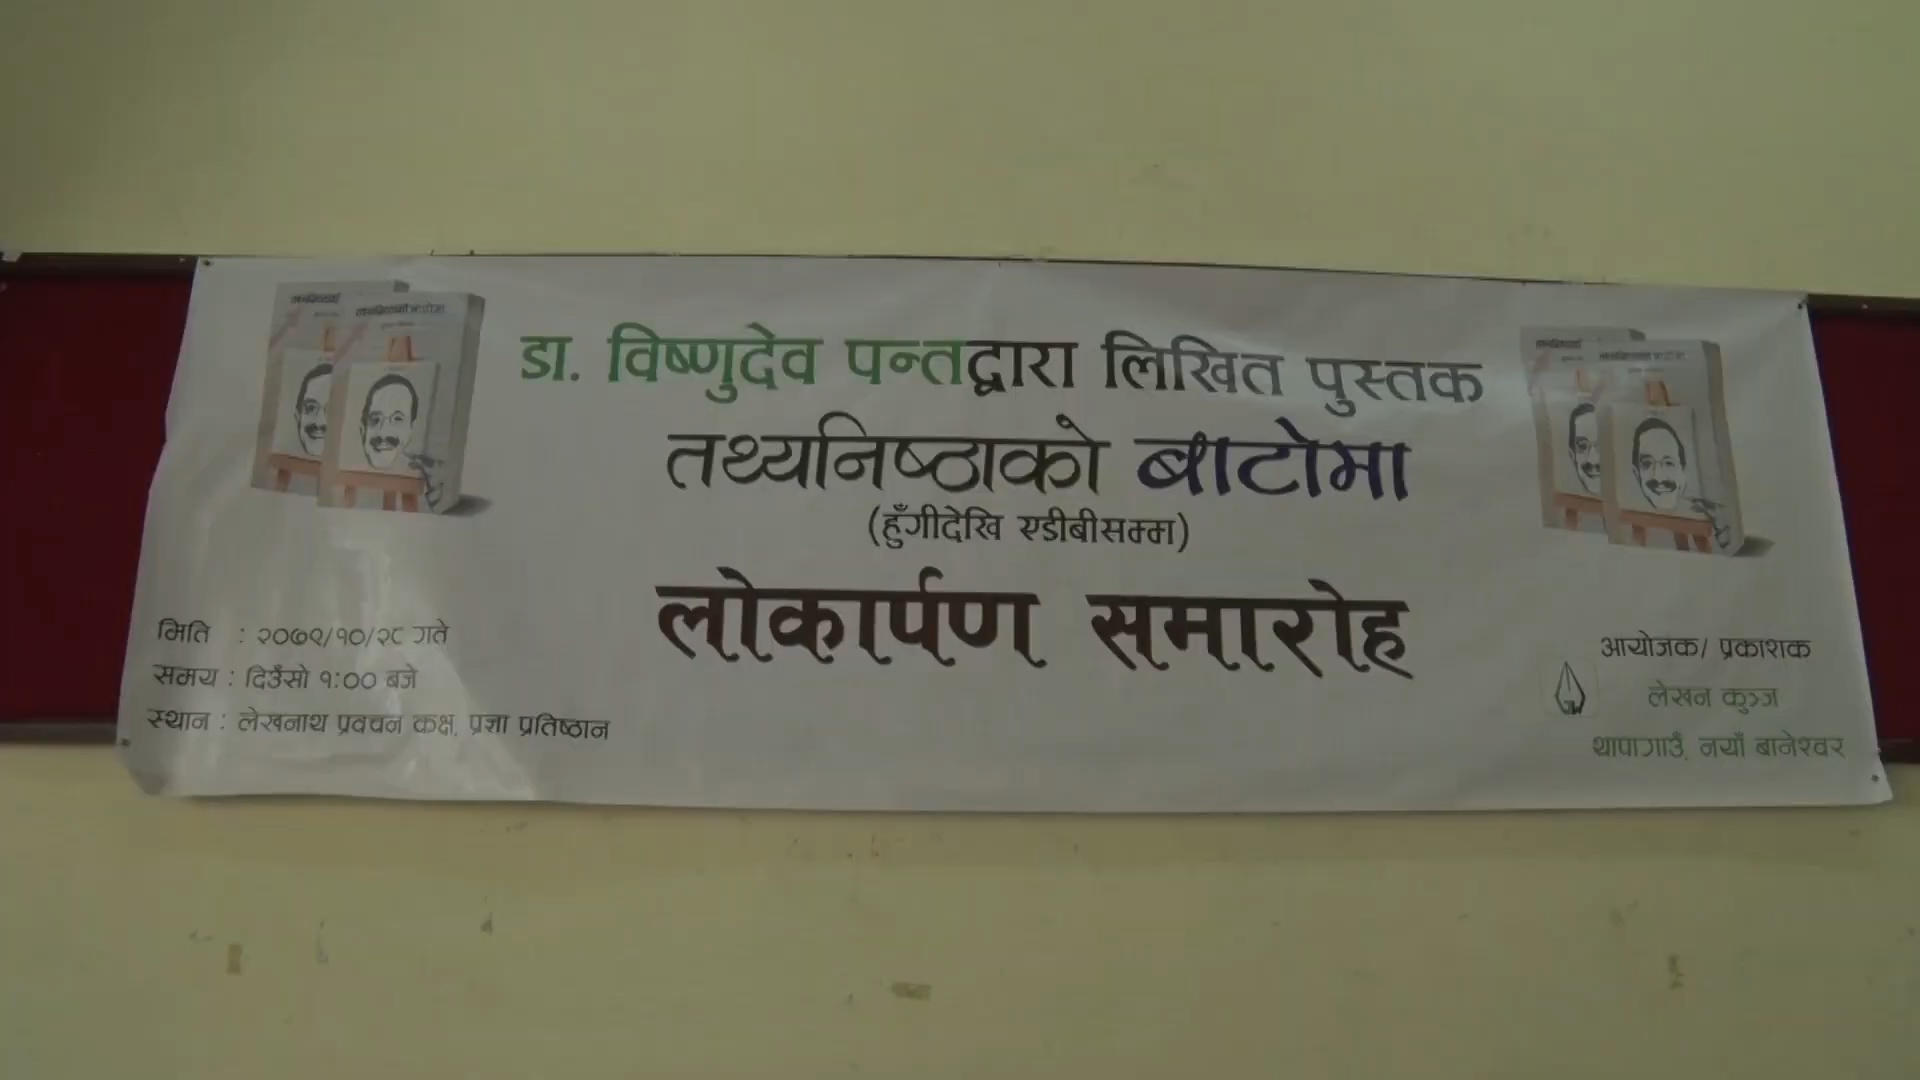 डा. विष्णुदेव पन्तद्वारा लिखित पुस्तक
तथ्यनिष्ठाको बाटोमा
(हुँगीदेखि एडीबीसम्म)
लोकार्पण समारोह
मिति : २०७९/१०/२८ गते
समय : दिउँसो १:०० बजे
स्थान : लेखनाथ प्रवचन कक्ष, प्रज्ञा प्रतिष्ठान
आयोजक/ प्रकाशक
लेखन कुञ्ज
थापागाउँ, नयाँ बानेश्वर